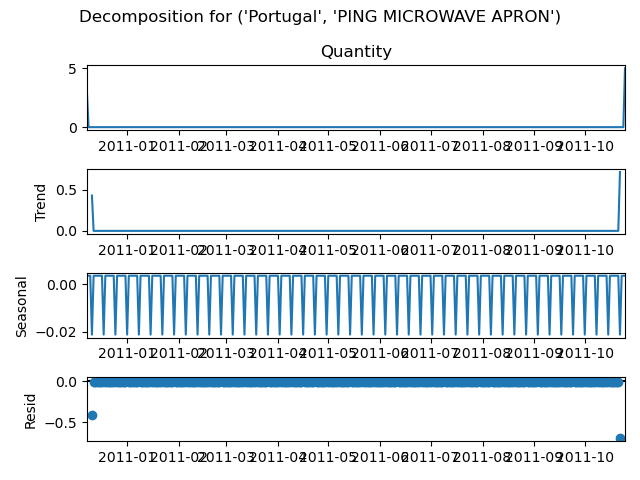 Decomposition for ('Portugal', 'PING MICROWAVE APRON')
Quantity
5
0
2011-01 2011-02 2011-03 2011-04 2011-05 2011-06 2011-07 2011-08 2011-09 2011-10
Trend
0.5
0.0
2011-01 2011-02 2011-03 2011-04 2011-05 2011-06 2011-07 2011-08 2011-09 2011-10
Seasonal
0.00
−0.02
2011-01 2011-02 2011-03 2011-04 2011-05 2011-06 2011-07 2011-08 2011-09 2011-10
Resid
0.0
−0.5
2011-01 2011-02 2011-03 2011-04 2011-05 2011-06 2011-07 2011-08 2011-09 2011-10